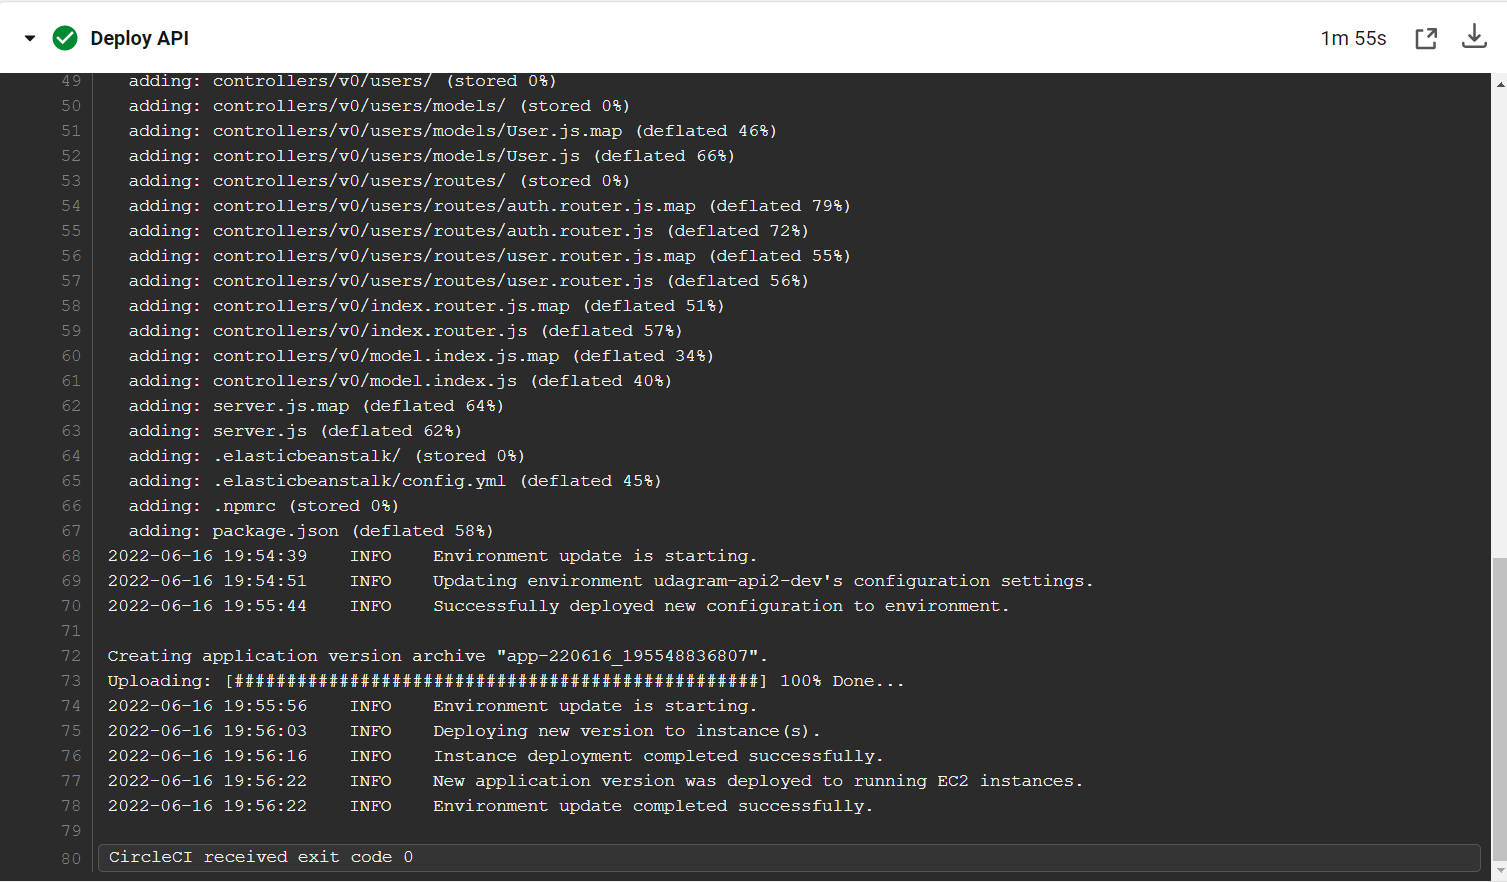 Deploy API 1m 55s
49 adding: controllers/v0/users/ (stored 0%)
50 adding: controllers/v0/users/models/ (stored 0%)
51 adding: controllers/v0/users/models/User.js.map (deflated 46%)
52 adding: controllers/v0/users/models/User.js (deflated 66%)
53 adding: controllers/v0/users/routes/ (stored 0%)
54 adding: controllers/v0/users/routes/auth.router.js.map (deflated 79%)
55 adding: controllers/v0/users/routes/auth.router.js (deflated 72%)
56 adding: controllers/v0/users/routes/user.router.js.map (deflated 55%)
57 adding: controllers/v0/users/routes/user.router.js (deflated 56%)
58 adding: controllers/v0/index.router.js.map (deflated 51%)
59 adding: controllers/v0/index.router.js (deflated 57%)
60 adding: controllers/v0/model.index.js.map (deflated 34%)
61 adding: controllers/v0/model.index.js (deflated 40%)
62 adding: server.js.map (deflated 64%)
63 adding: server.js (deflated 62%)
64 adding: .elasticbeanstalk/ (stored 0%)
65 adding: .elasticbeanstalk/config.yml (deflated 45%)
66 adding: .npmrc (stored 0%)
67 adding: package.json (deflated 58%)
68 2022-06-16 19:54:39 INFO Environment update is starting.
69 2022-06-16 19:54:51 INFO Updating environment udagram-api2-dev's configuration settings.
70 2022-06-16 19:55:44 INFO Successfully deployed new configuration to environment.
71
72 Creating application version archive "app-220616_195548836807".
73 Uploading: [##################################################] 100% Done...
74 2022-06-16 19:55:56 INFO Environment update is starting.
75 2022-06-16 19:56:03 INFO Deploying new version to instance(s).
76 2022-06-16 19:56:16 INFO Instance deployment completed successfully.
77 2022-06-16 19:56:22 INFO New application version was deployed to running EC2 instances.
78 2022-06-16 19:56:22 INFO Environment update completed successfully.
79
80 CircleCI received exit code 0